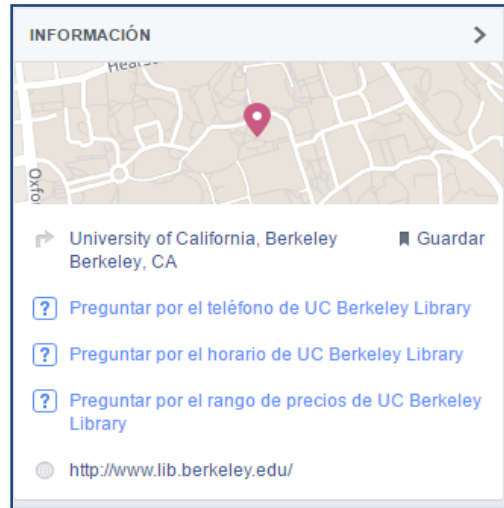 INFORMACIÓN
University of California, Berkeley
Guardar
Berkeley, CA
Preguntar por el teléfono de UC Berkeley Library
Preguntar por el horario de UC Berkeley Library
Preguntar por el rango de precios de UC Berkeley
Library
http://www.lib.berkeley.edu/